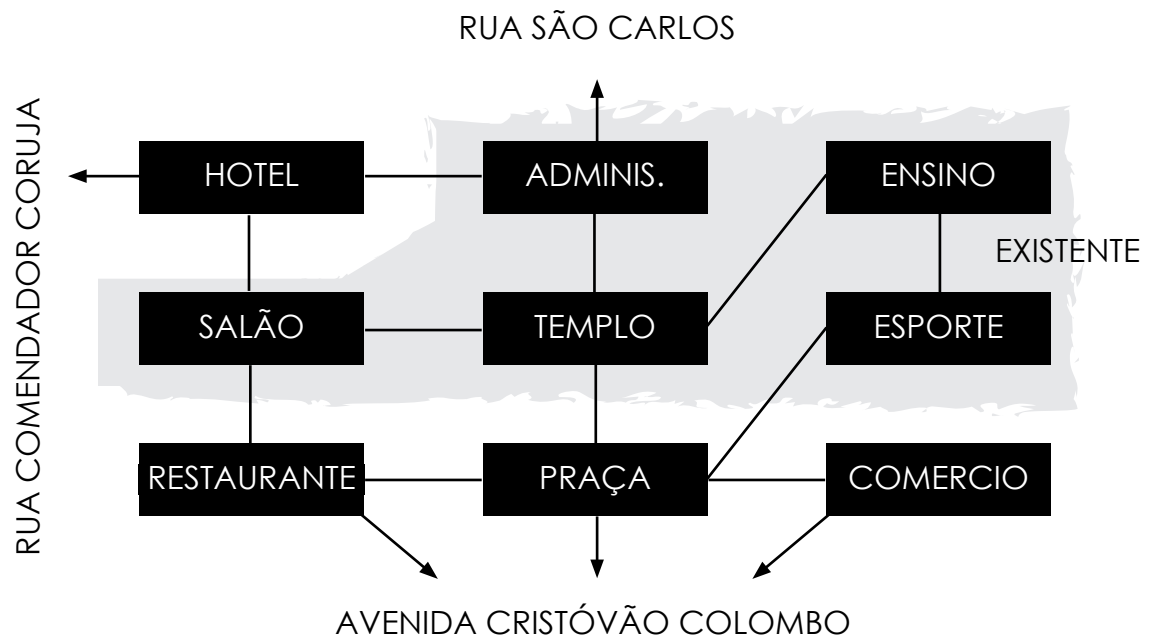 RUA SÃO CARLOS
RUA COMENDADOR CORUJA
HOTEL
ADMINIS.
ENSINO
EXISTENTE
SALÃO
TEMPLO
ESPORTE
RESTAURANTE
PRAÇA
COMERCIO
AVENIDA CRISTÓVÃO COLOMBO